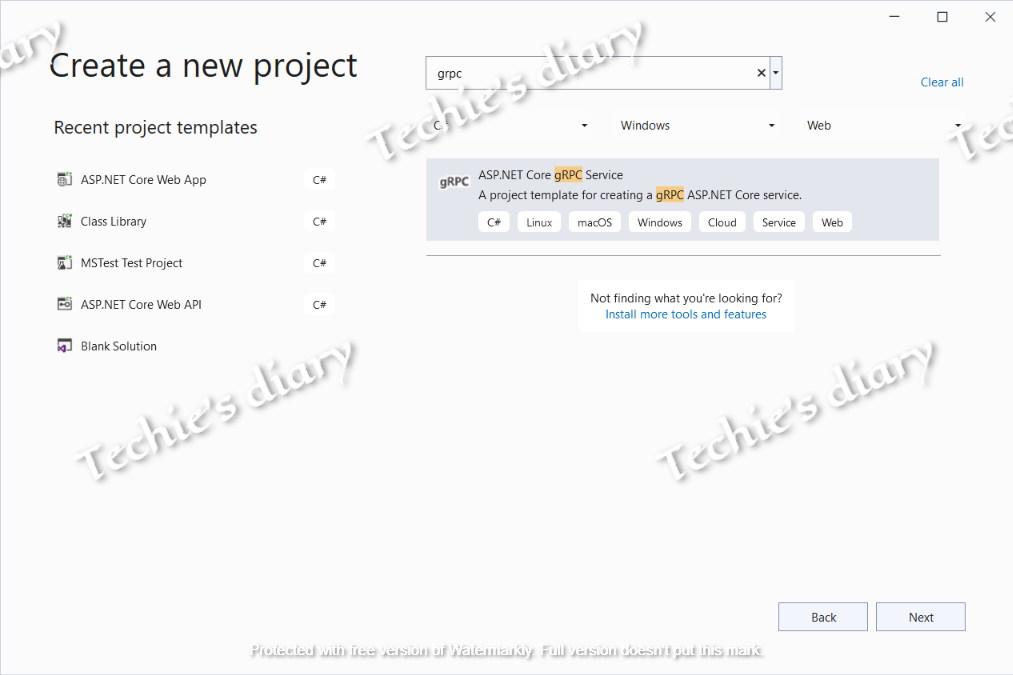 Create a new project
grpc
Clear all
Recent project templates
C#
Windows
Web
ASP.NET Core Web App
C#
Class Library
C#
MSTest Test Project
C#
ASP.NET Core Web API
C#
Blank Solution
gRPC
ASP.NET Core gRPC Service
A project template for creating a gRPC ASP.NET Core service.
C#
Linux
macOS
Windows
Cloud
Service
Web
Not finding what you're looking for?
Install more tools and features
Back
Next
ary
Techie's diary
Tec
Techie's diary
Techie's diary
Protected with free version of Watermarkly. Full version doesn't put this mark.